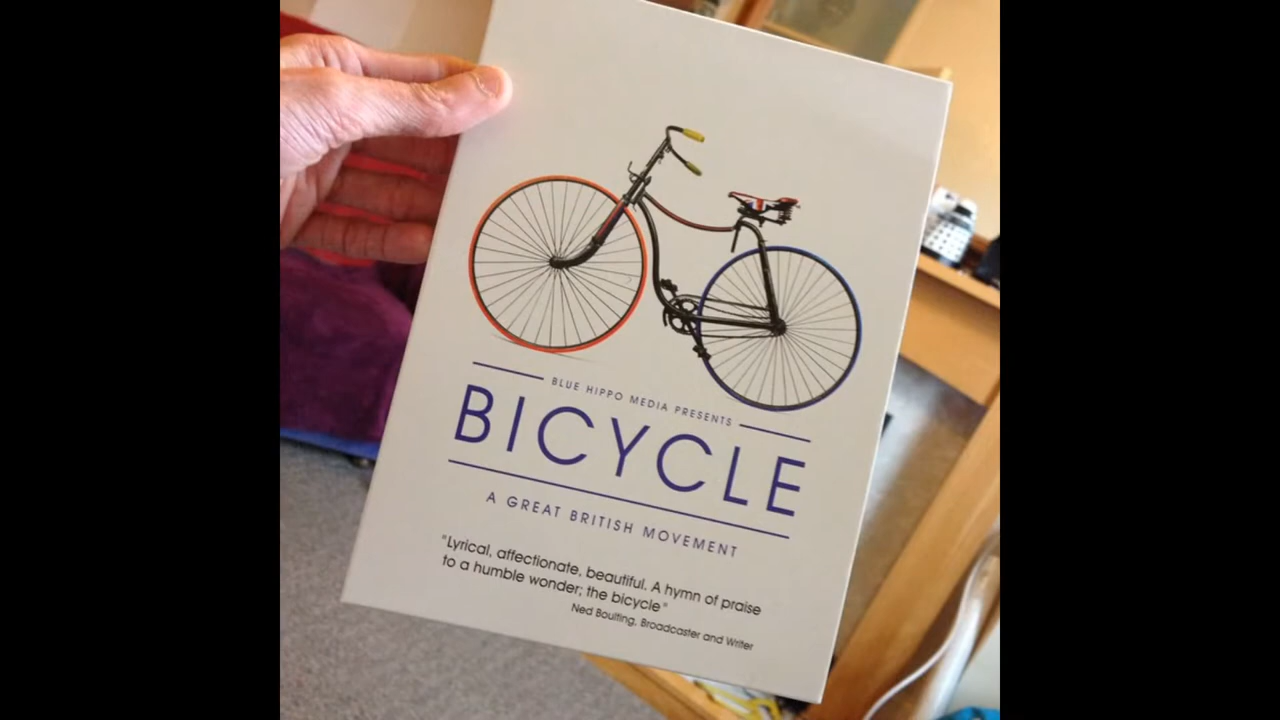 BLUE HIPPO MEDIA PRESENTS
BICYCLE
A GREAT BRITISH MOVEMENT
"Lyrical, affectionate, beautiful. A hymn of praise
to a humble wonder; the bicycle"
Ned Boulting, Broadcaster and Writer